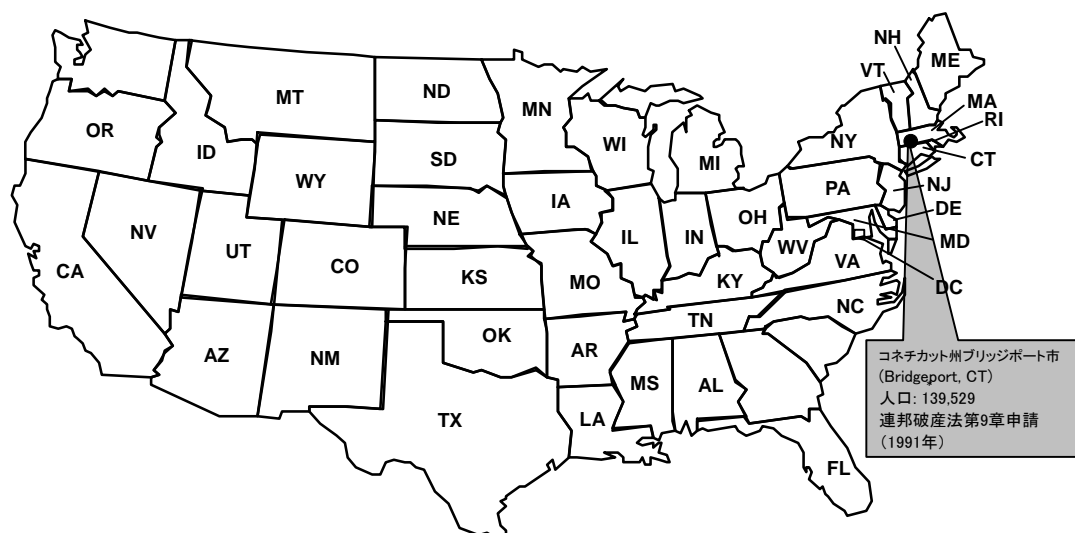 NH
ME
VT
MT
ND
MN
MA
RI
OR
ID
SD
WI
NY
MI
CT
WY
PA
NJ
IA
NE
OH
DE
NV
IL
IN
MD
UT
WV
CA
CO
VA
KS
MO
KY
DC
NC
TN
OK
AZ
AR
NM
MS
AL
LA
TX
FL
コネチカット州ブリッジポート市
(Bridgeport, CT)
人口: 139,529
連邦破産法第9章申請
(1991年)